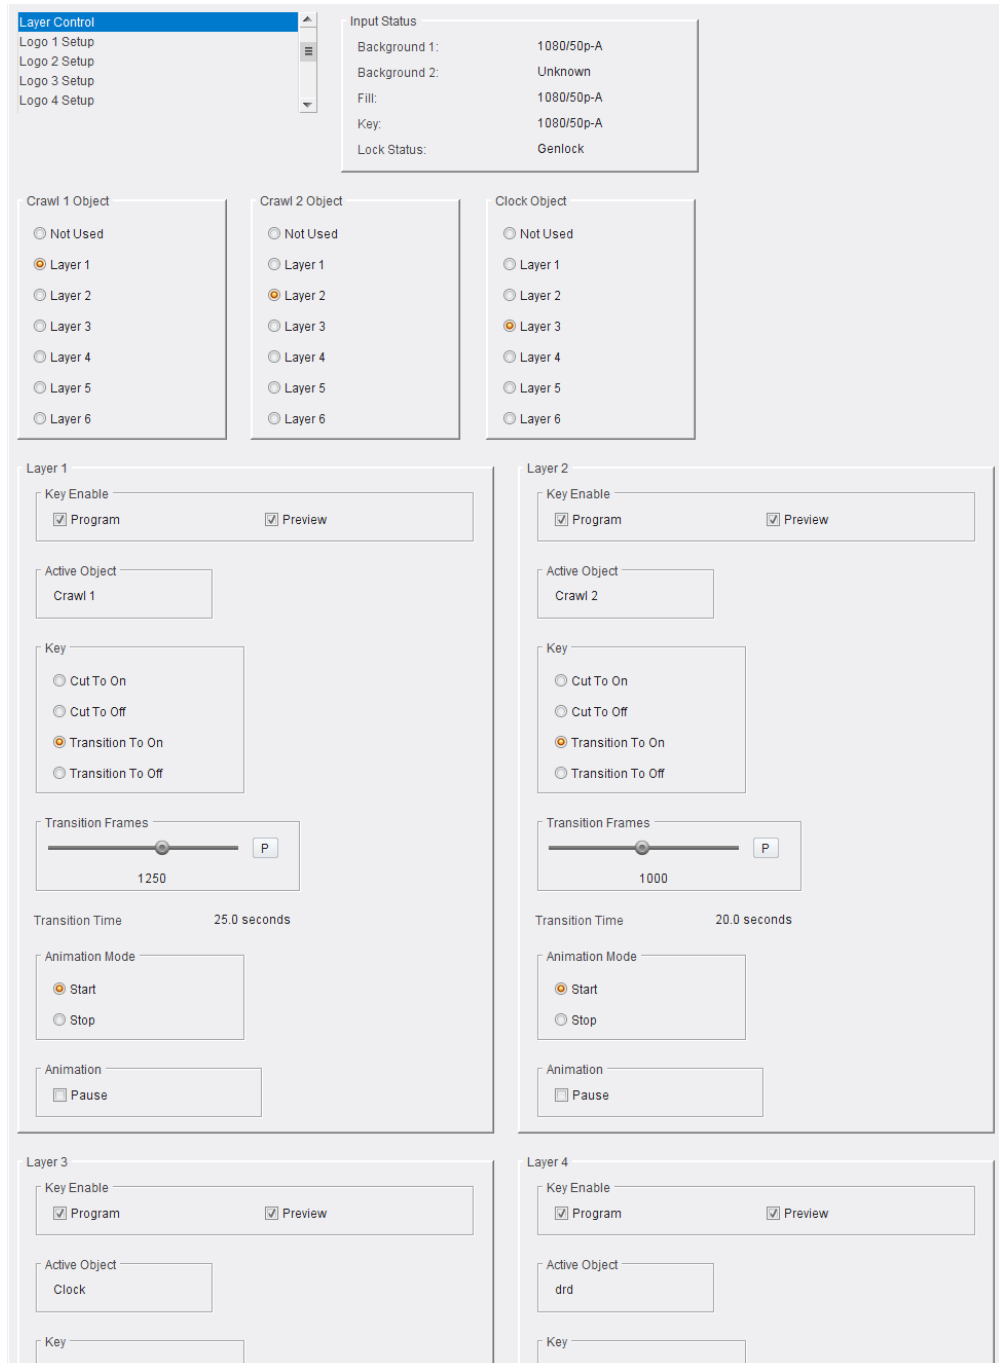 Layer Control
Logo 1 Setup
Logo 2 Setup
Logo 3 Setup
Logo 4 Setup
Input Status
Background 1: 1080/50p-A
Background 2: Unknown
Fill: 1080/50p-A
Key: 1080/50p-A
Lock Status: Genlock
Crawl 1 Object
Not Used
Layer 1
Layer 2
Layer 3
Layer 4
Layer 5
Layer 6
Crawl 2 Object
Not Used
Layer 1
Layer 2
Layer 3
Layer 4
Layer 5
Layer 6
Clock Object
Not Used
Layer 1
Layer 2
Layer 3
Layer 4
Layer 5
Layer 6
Layer 1
Key Enable
Program Preview
Active Object
Crawl 1
Key
Cut To On
Cut To Off
Transition To On
Transition To Off
Transition Frames
P
1250
Transition Time 25.0 seconds
Animation Mode
Start
Stop
Animation
Pause
Layer 2
Key Enable
Program Preview
Active Object
Crawl 2
Key
Cut To On
Cut To Off
Transition To On
Transition To Off
Transition Frames
P
1000
Transition Time 20.0 seconds
Animation Mode
Start
Stop
Animation
Pause
Layer 3
Key Enable
Program Preview
Active Object
Clock
Key
Layer 4
Key Enable
Program Preview
Active Object
drd
Key